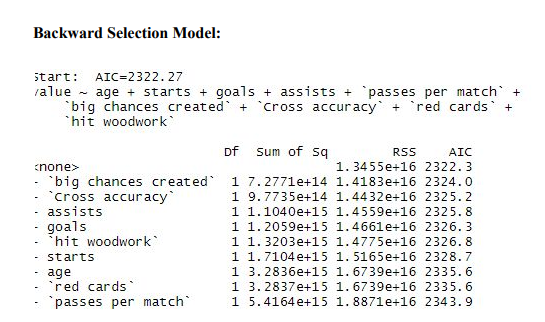 Backward Selection Model:
Start: AIC=2322.27
value ~ age + starts + goals + assists + `passes per match` +
`big chances created` + `Cross accuracy` + `red cards` +
`hit woodwork`
Df Sum of Sq RSS AIC
<none> 1.3455e+16 2322.3
- `big chances created` 1 7.2771e+14 1.4183e+16 2324.0
- `Cross accuracy` 1 9.7735e+14 1.4432e+16 2325.2
- assists 1 1.1040e+15 1.4559e+16 2325.8
- goals 1 1.2059e+15 1.4661e+16 2326.3
- `hit woodwork` 1 1.3203e+15 1.4775e+16 2326.8
- starts 1 1.7104e+15 1.5165e+16 2328.7
- age 1 3.2836e+15 1.6739e+16 2335.6
- `red cards` 1 3.2837e+15 1.6739e+16 2335.6
- `passes per match` 1 5.4164e+15 1.8871e+16 2343.9